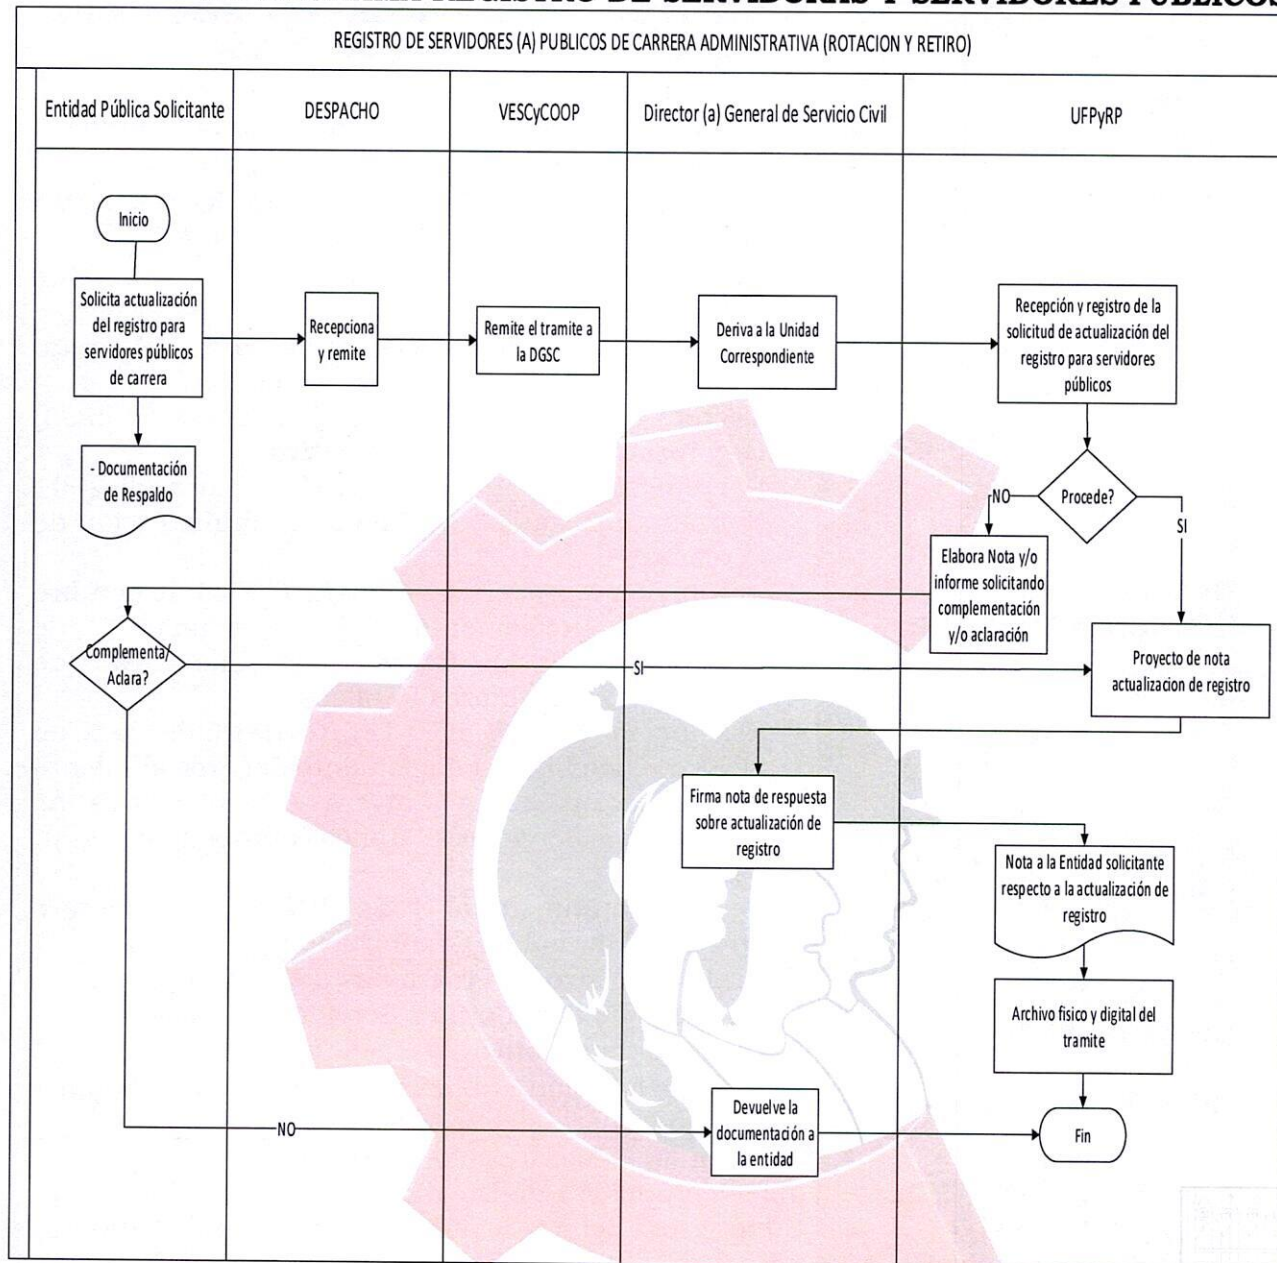 REGISTRO DE SERVIDORAS Y SERVIDORES PÚBLICOS
REGISTRO DE SERVIDORES (A) PUBLICOS DE CARRERA ADMINISTRATIVA (ROTACION Y RETIRO)
Entidad Pública Solicitante
DESPACHO
VESCyCOOP
Director (a) General de Servicio Civil
UFPyRP
Inicio
Solicita actualización
del registro para
servidores públicos
de carrera
Recepciona
y remite
Remite el tramite a
la DGSC
Deriva a la Unidad
Correspondiente
Recepción y registro de la
solicitud de actualización del
registro para servidores
públicos
- Documentación
de Respaldo
Procede?
NO
SI
Elabora Nota y/o
informe solicitando
complementación
y/o aclaración
Complementa/
Aclara?
SI
Proyecto de nota
actualizacion de registro
Firma nota de respuesta
sobre actualización de
registro
Nota a la Entidad solicitante
respecto a la actualización de
registro
Archivo fisico y digital del
tramite
NO
Devuelve la
documentación a
la entidad
Fin